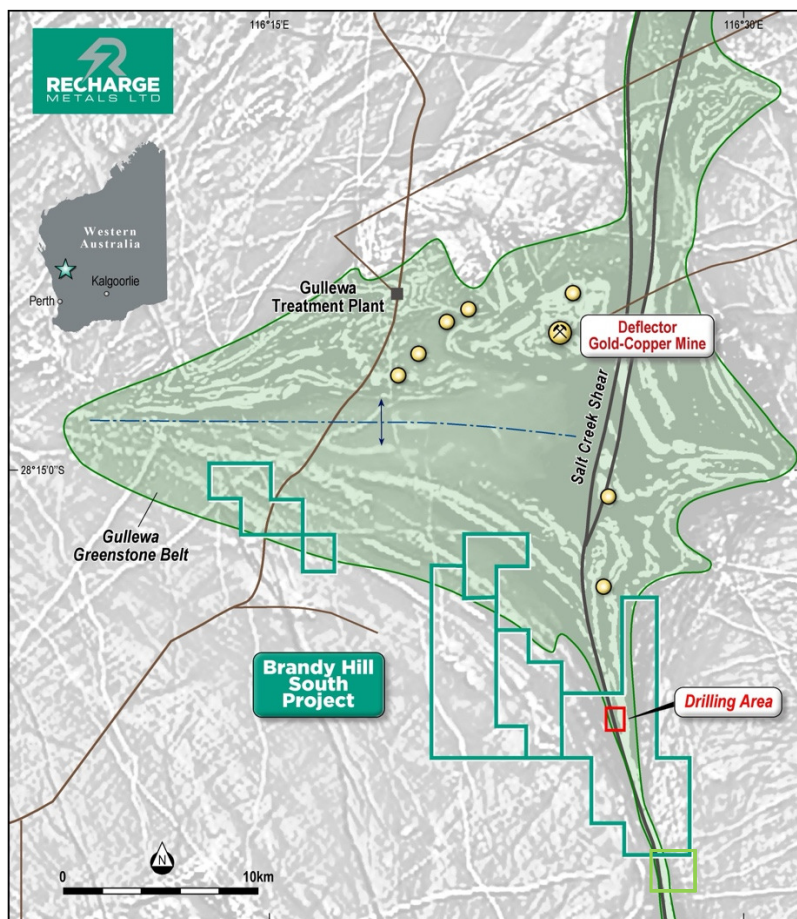 116°15'E
116°30'E
RECHARGE
METALS LTD
Western
Australia
Kalgoorlie
Perth
Gullewa
Treatment Plant
Deflector
Gold-Copper Mine
Salt Creek Shear
28°15'0"S
Gullewa
Greenstone Belt
Brandy Hill
South
Project
Drilling Area
N
0
10km